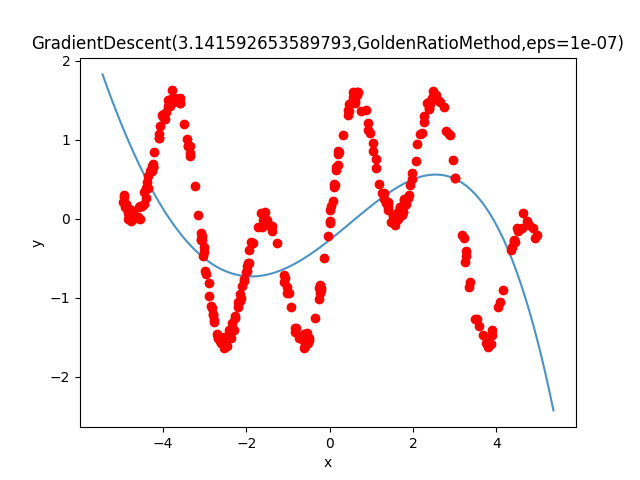 GradientDescent(3.141592653589793,GoldenRatioMethod,eps=1e-07)
2
1
0
−1
−2
y
−4 −2 0 2 4
x